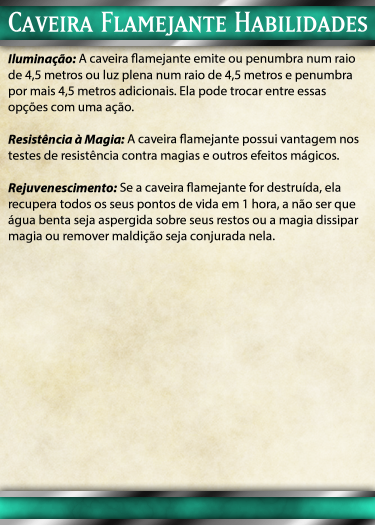 Caveira Flamejante Habilidades
Iluminação: A caveira flamejante emite ou penumbra num raio
de 4,5 metros ou luz plena num raio de 4,5 metros e penumbra
por mais 4,5 metros adicionais. Ela pode trocar entre essas
opções com uma ação.
Resistência à Magia: A caveira flamejante possui vantagem nos
testes de resistência contra magias e outros efeitos mágicos.
Rejuvenescimento: Se a caveira flamejante for destruída, ela
recupera todos os seus pontos de vida em 1 hora, a não ser que
água benta seja aspergida sobre seus restos ou a magia dissipar
magia ou remover maldição seja conjurada nela.